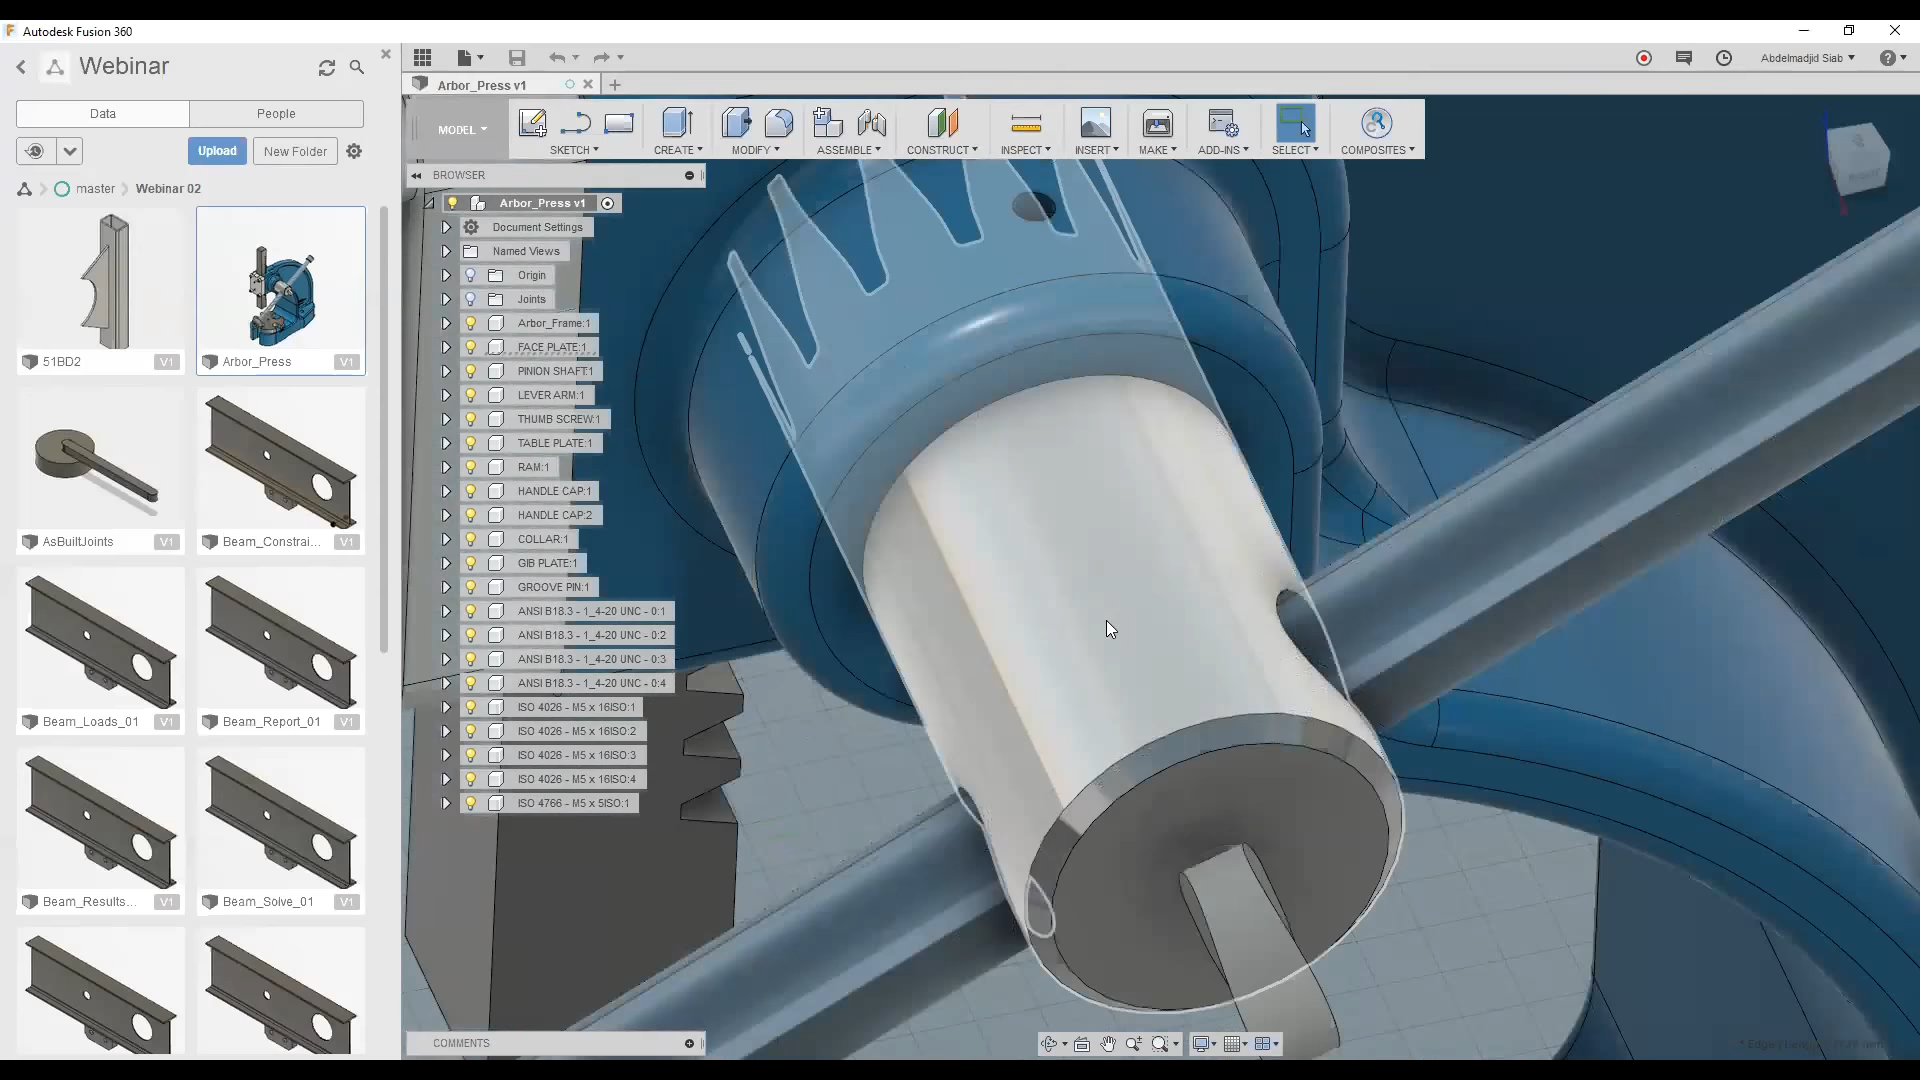 Autodesk Fusion 360
Webinar
Data
People
Upload
New Folder
master
Webinar 02
51BD2
V1
Arbor_Press
V1
AsBuiltJoints
V1
Beam_Constrai...
V1
Beam_Loads_01
V1
Beam_Report_01
V1
Beam_Results...
V1
Beam_Solve_01
V1
Abdelmadjid Siab
Arbor_Press v1
MODEL
SKETCH
CREATE
MODIFY
ASSEMBLE
CONSTRUCT
INSPECT
INSERT
MAKE
ADD-INS
SELECT
COMPOSITES
BROWSER
Arbor_Press v1
Document Settings
Named Views
Origin
Joints
Arbor_Frame:1
FACE PLATE:1
PINION SHAFT:1
LEVER ARM:1
THUMB SCREW:1
TABLE PLATE:1
RAM:1
HANDLE CAP:1
HANDLE CAP:2
COLLAR:1
GIB PLATE:1
GROOVE PIN:1
ANSI B18.3 - 1_4-20 UNC - 0:1
ANSI B18.3 - 1_4-20 UNC - 0:2
ANSI B18.3 - 1_4-20 UNC - 0:3
ANSI B18.3 - 1_4-20 UNC - 0:4
ISO 4026 - M5 x 16ISO:1
ISO 4026 - M5 x 16ISO:2
ISO 4026 - M5 x 16ISO:3
ISO 4026 - M5 x 16ISO:4
ISO 4766 - M5 x 5ISO:1
COMMENTS